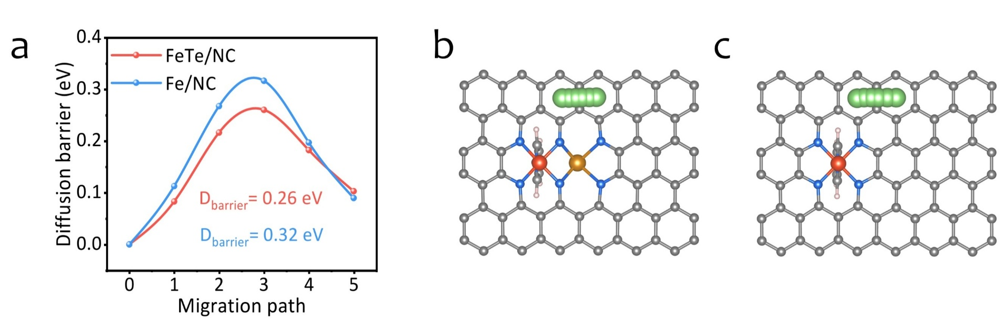 a
b
c
Diffusion barrier (eV)
0.4
0.3
0.2
0.1
0.0
FeTe/NC
Fe/NC
Dbarrier= 0.26 eV
Dbarrier= 0.32 eV
0 1 2 3 4 5
Migration path